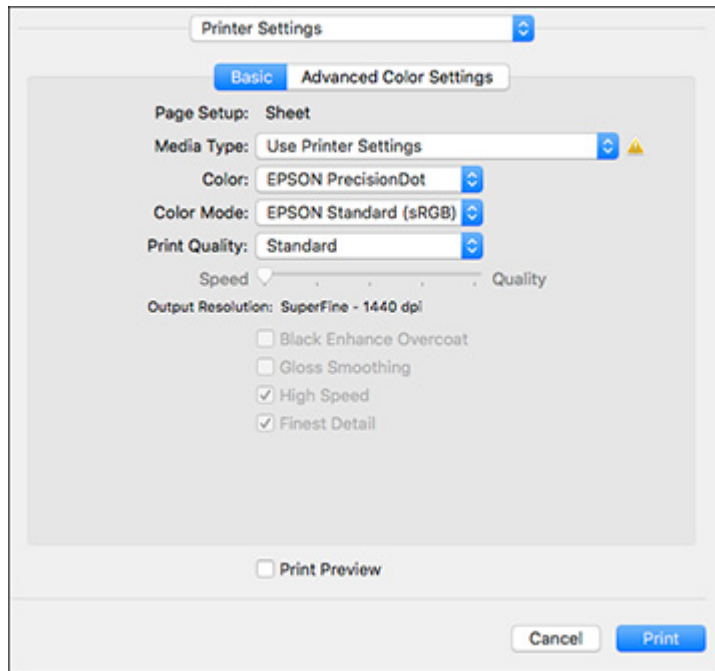 Printer Settings
Basic Advanced Color Settings
Page Setup: Sheet
Media Type: Use Printer Settings
Color: EPSON PrecisionDot
Color Mode: EPSON Standard (sRGB)
Print Quality: Standard
Speed Quality
Output Resolution: SuperFine - 1440 dpi
Black Enhance Overcoat
Gloss Smoothing
High Speed
Finest Detail
Print Preview
Cancel Print